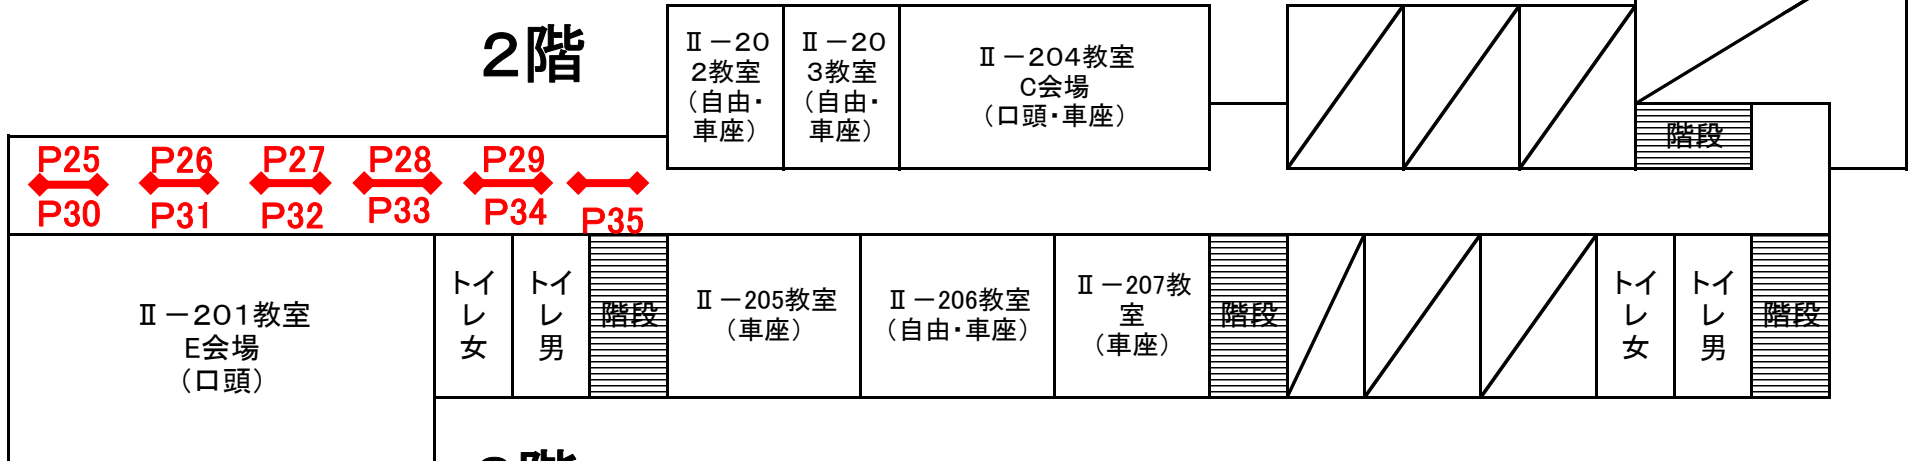 ２階
Ⅱ－２０
２教室
（自由・
車座）
Ⅱ－２０
３教室
（自由・
車座）
Ⅱ－２０４教室
Ｃ会場
（口頭・車座）
階段
P25
P26
P27
P28
P29
P30
P31
P32
P33
P34
P35
Ⅱ－２０１教室
Ｅ会場
（口頭）
トイ
レ
女
トイ
レ
男
階段
Ⅱ－205教室
（車座）
Ⅱ－206教室
（自由・車座）
Ⅱ－207教
室
（車座）
階段
トイ
レ
女
トイ
レ
男
階段